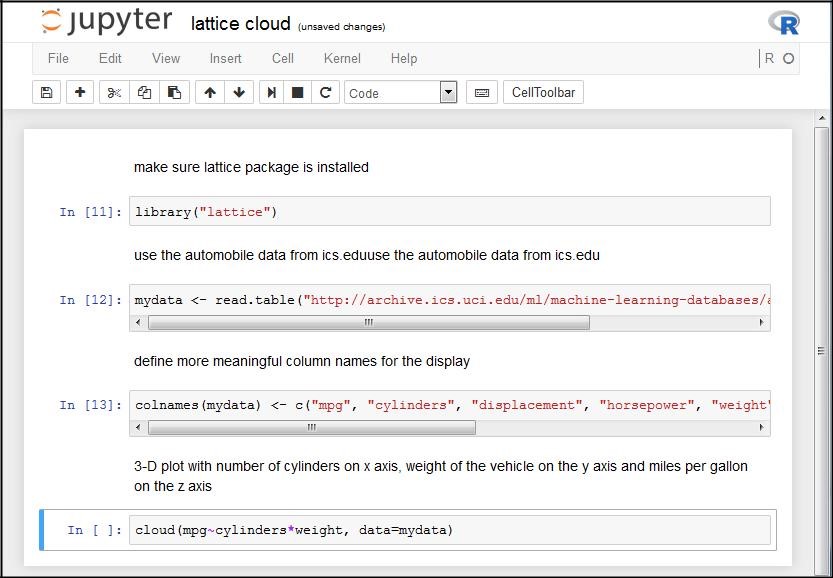 jupyter lattice cloud (unsaved changes)
R
File Edit View Insert Cell Kernel Help R
Code CellToolbar
make sure lattice package is installed
In [11]: library("lattice")
use the automobile data from ics.eduuse the automobile data from ics.edu
In [12]: mydata <- read.table("http://archive.ics.uci.edu/ml/machine-learning-databases/a
define more meaningful column names for the display
In [13]: colnames(mydata) <- c("mpg", "cylinders", "displacement", "horsepower", "weight"
3-D plot with number of cylinders on x axis, weight of the vehicle on the y axis and miles per gallon
on the z axis
In [ ]: cloud(mpg~cylinders*weight, data=mydata)